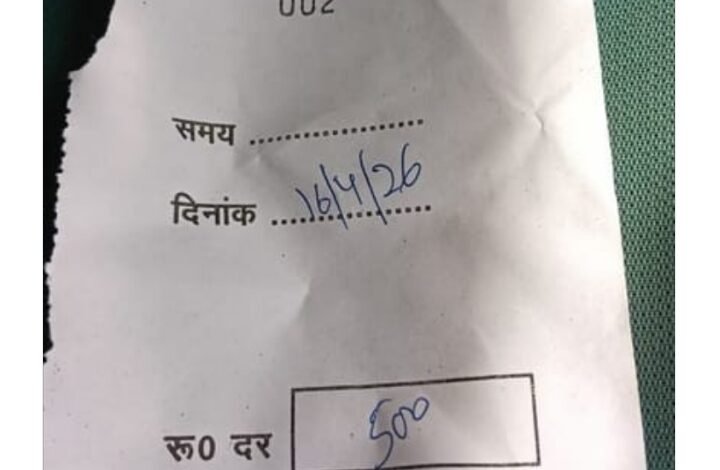 002
समय ....................
दिनांक 16/4/26
रू0 दर 500